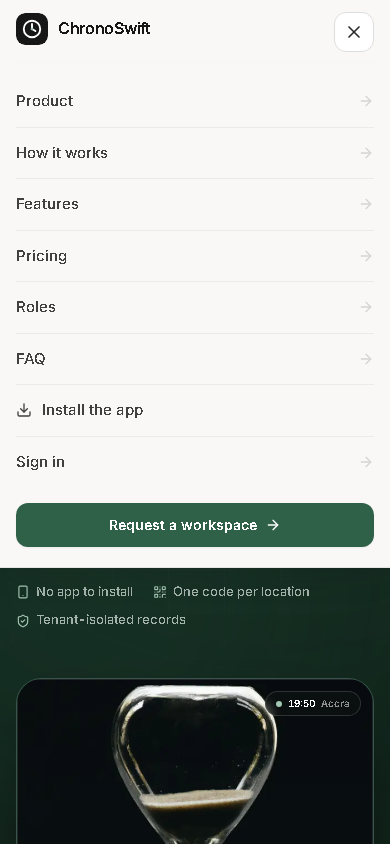 ChronoSwift
Product
How it works
Features
Pricing
Roles
FAQ
Install the app
Sign in
Request a workspace
No app to install One code per location
Tenant-isolated records
19:50 Accra